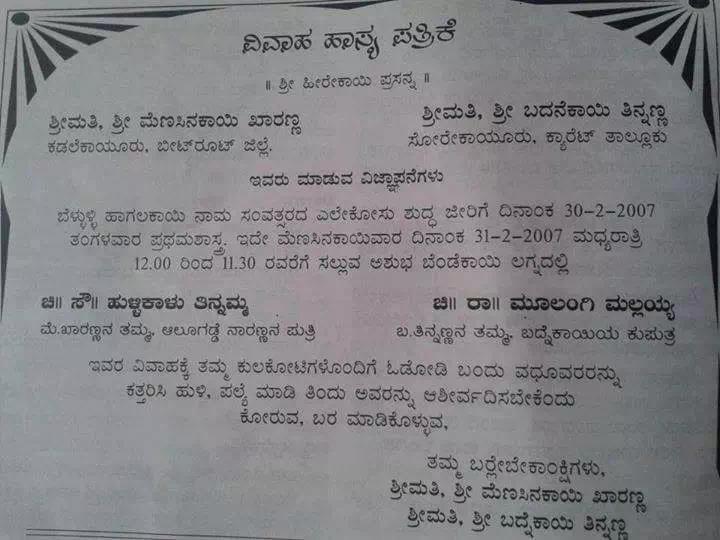 ವಿವಾಹ ಹಾಸ್ಯ ಪತ್ರಿಕೆ
॥ ಶ್ರೀ ಹೀರೇಕಾಯಿ ಪ್ರಸನ್ನ ॥
ಶ್ರೀಮತಿ, ಶ್ರೀ ಮೆಣಸಿನಕಾಯಿ ಖಾರಣ್ಣ
ಕಡಲೇಕಾಯೂರು, ಬೀಟ್‌ರೂಟ್ ಜಿಲ್ಲೆ.
ಶ್ರೀಮತಿ, ಶ್ರೀ ಬದನೆಕಾಯಿ ತಿನ್ನಣ್ಣ
ಸೋರೇಕಾಯೂರು, ಕ್ಯಾರೆಟ್ ತಾಲ್ಲೂಕು
ಇವರು ಮಾಡುವ ವಿಜ್ಞಾಪನೆಗಳು
ಬೆಳ್ಳುಳ್ಳಿ ಹಾಗಲಕಾಯಿ ನಾಮ ಸಂವತ್ಸರದ ಎಲೇಕೋಸು ಶುದ್ಧ ಜೀರಿಗೆ ದಿನಾಂಕ 30-2-2007
ತಂಗಳವಾರ ಪ್ರಥಮಶಾಸ್ತ್ರ. ಇದೇ ಮೆಣಸಿನಕಾಯಿವಾರ ದಿನಾಂಕ 31-2-2007 ಮಧ್ಯರಾತ್ರಿ
12.00 ರಿಂದ 11.30 ರವರೆಗೆ ಸಲ್ಲುವ ಅಶುಭ ಬೆಂಡೆಕಾಯಿ ಲಗ್ನದಲ್ಲಿ
ಚಿ॥ ಸೌ॥ ಹುಳ್ಳಿಕಾಳು ತಿನ್ನಮ್ಮ
ಮೆ.ಖಾರಣ್ಣನ ತಮ್ಮ, ಆಲೂಗಡ್ಡೆ ನಾರಣ್ಣನ ಪುತ್ರಿ
ಚಿ॥ ರಾ॥ ಮೂಲಂಗಿ ಮಲ್ಲಯ್ಯ
ಬ.ತಿನ್ನಣ್ಣನ ತಮ್ಮ, ಬದ್ನೆಕಾಯಿಯ ಕುಪುತ್ರ
ಇವರ ವಿವಾಹಕ್ಕೆ ತಮ್ಮ ಕುಲಕೋಟಿಗಳೊಂದಿಗೆ ಓಡೋಡಿ ಬಂದು ವಧೂವರರನ್ನು
ಕತ್ತರಿಸಿ ಹುಳಿ, ಪಲ್ಯೆ ಮಾಡಿ ತಿಂದು ಅವರನ್ನು ಆಶೀರ್ವದಿಸಬೇಕೆಂದು
ಕೋರುವ, ಬರ ಮಾಡಿಕೊಳ್ಳುವ,
ತಮ್ಮ ಬರ್‍ಲೇಬೇಕಾಂಕ್ಷಿಗಳು,
ಶ್ರೀಮತಿ, ಶ್ರೀ ಮೆಣಸಿನಕಾಯಿ ಖಾರಣ್ಣ
ಶ್ರೀಮತಿ, ಶ್ರೀ ಬದ್ನೆಕಾಯಿ ತಿನ್ನಣ್ಣ